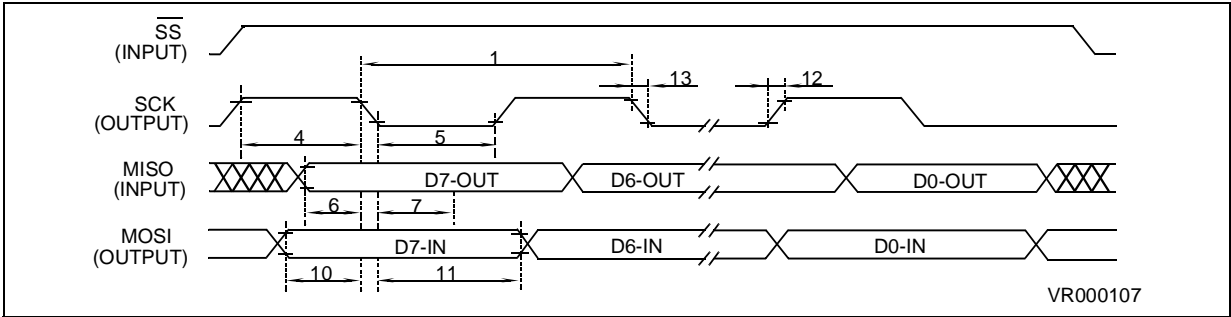 SS
(INPUT)
1
13
12
SCK
(OUTPUT)
4
5
MISO
(INPUT)
D7-OUT
D6-OUT
D0-OUT
6
7
MOSI
(OUTPUT)
D7-IN
D6-IN
D0-IN
10
11
VR000107